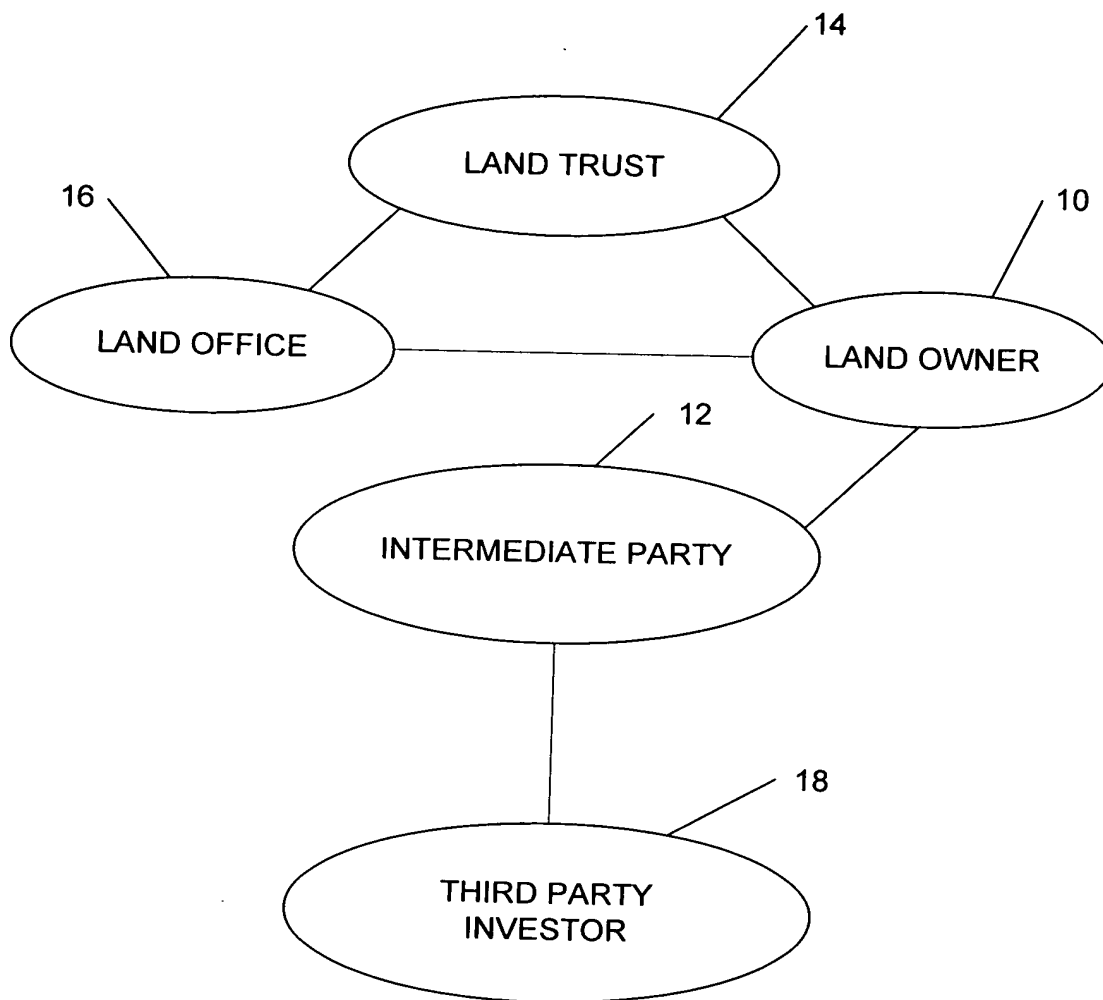 14
LAND TRUST
16
10
LAND OFFICE
LAND OWNER
12
INTERMEDIATE PARTY
18
THIRD PARTY
INVESTOR